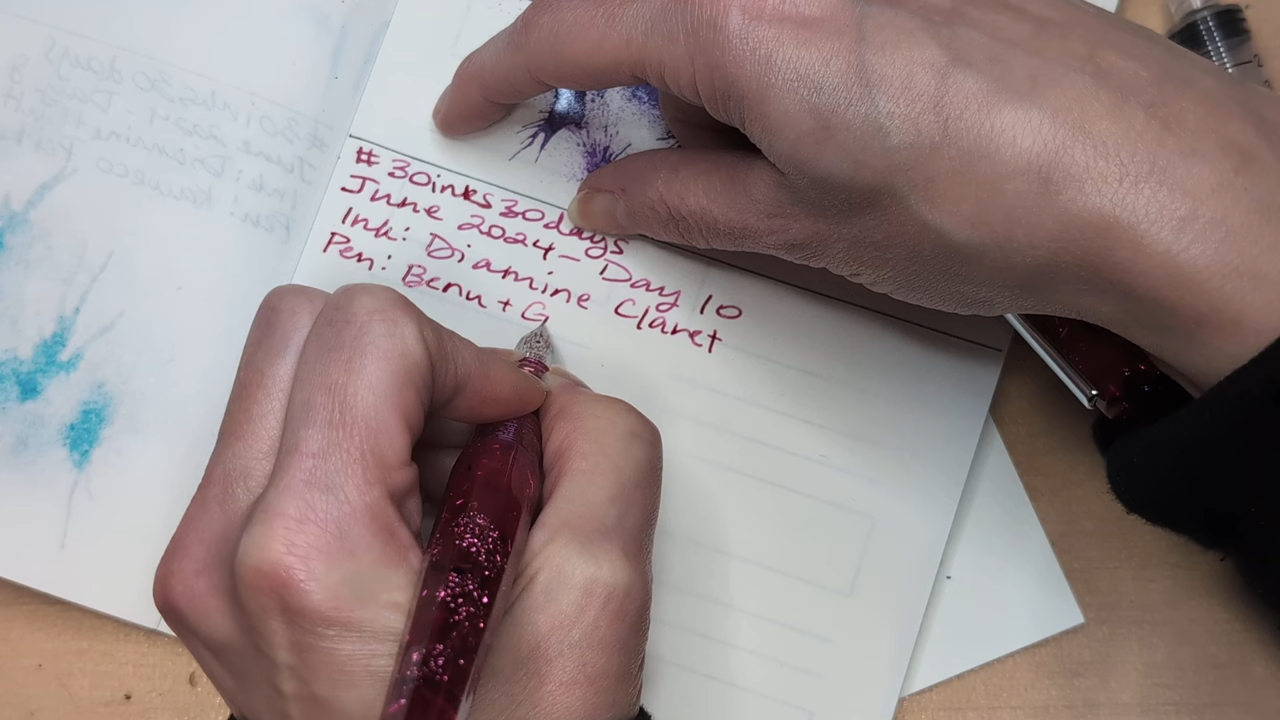 #30inks30days
June 2024 - Day 10
Ink: Diamine Claret
Pen: Benu + G